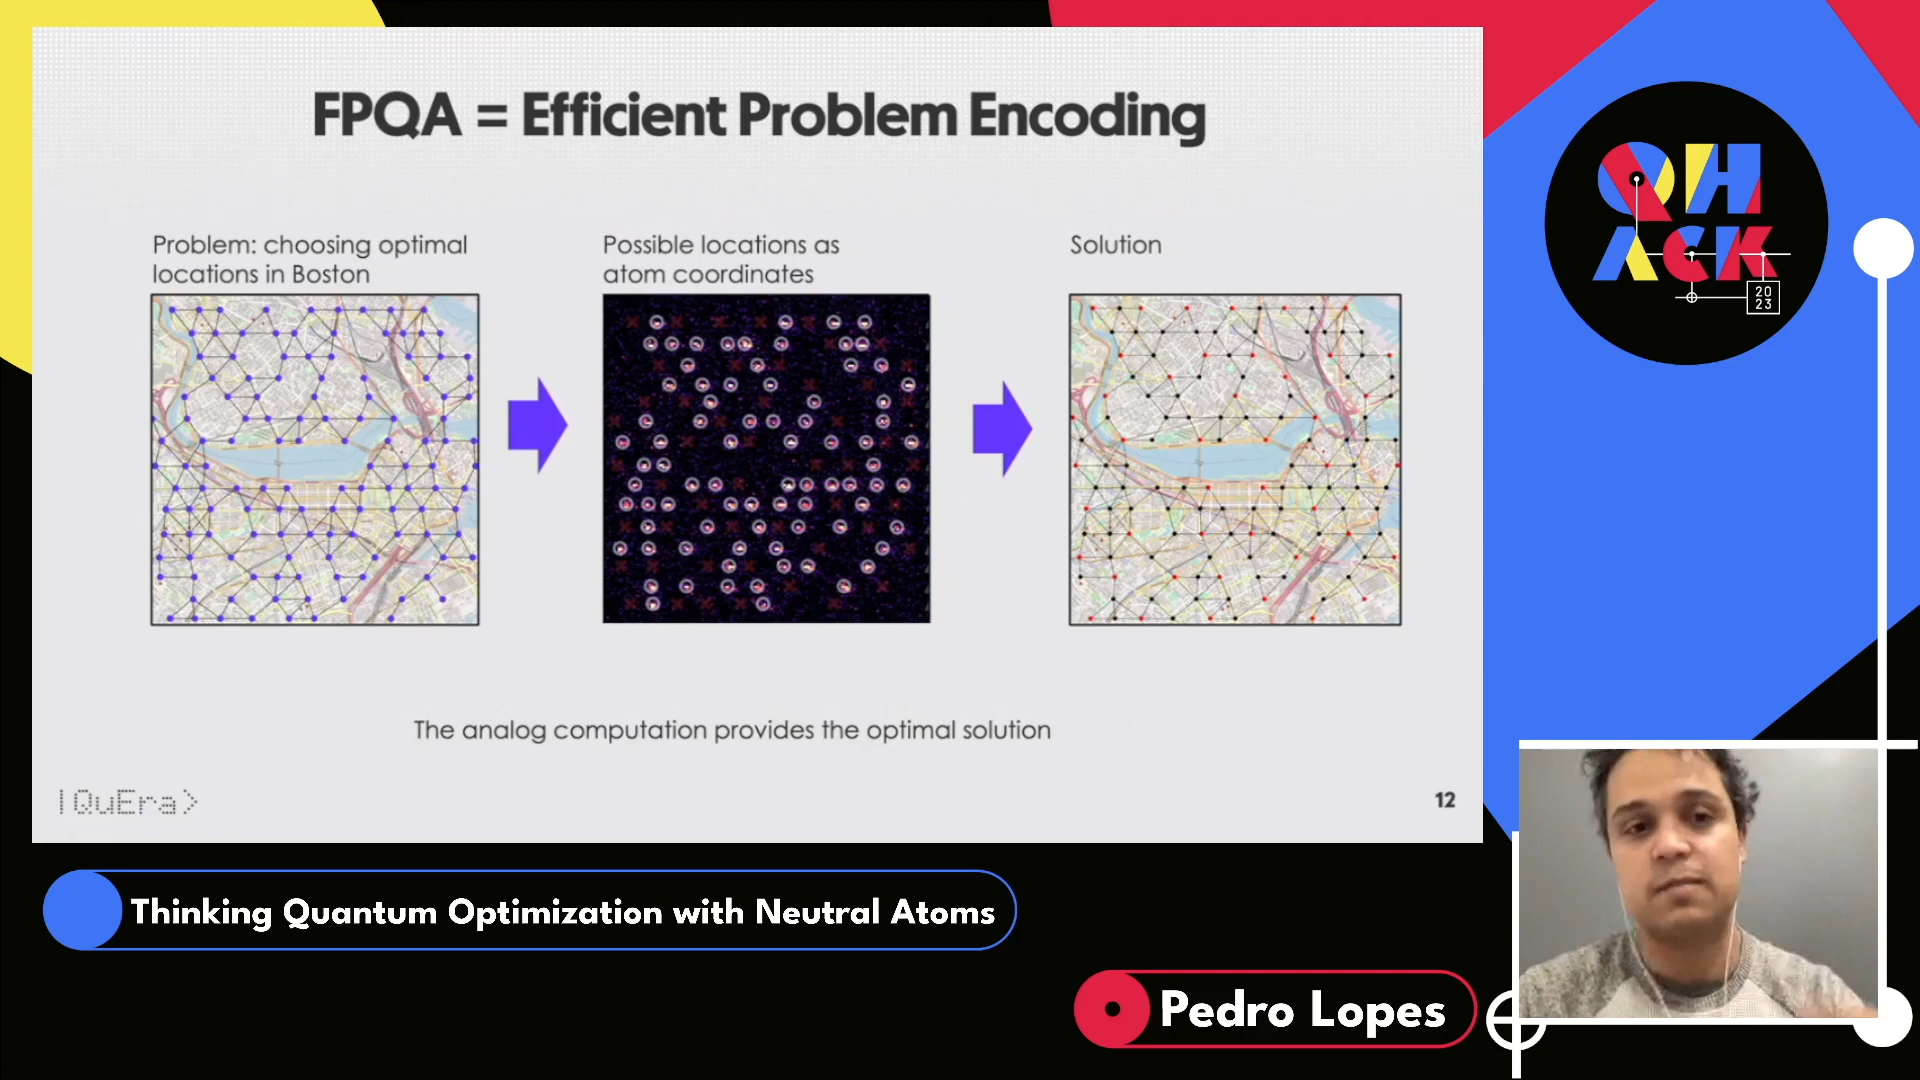 FPQA = Efficient Problem Encoding
Problem: choosing optimal
locations in Boston
Possible locations as
atom coordinates
Solution
The analog computation provides the optimal solution
|QuEra>
12
QH
ACK
20
23
Thinking Quantum Optimization with Neutral Atoms
Pedro Lopes